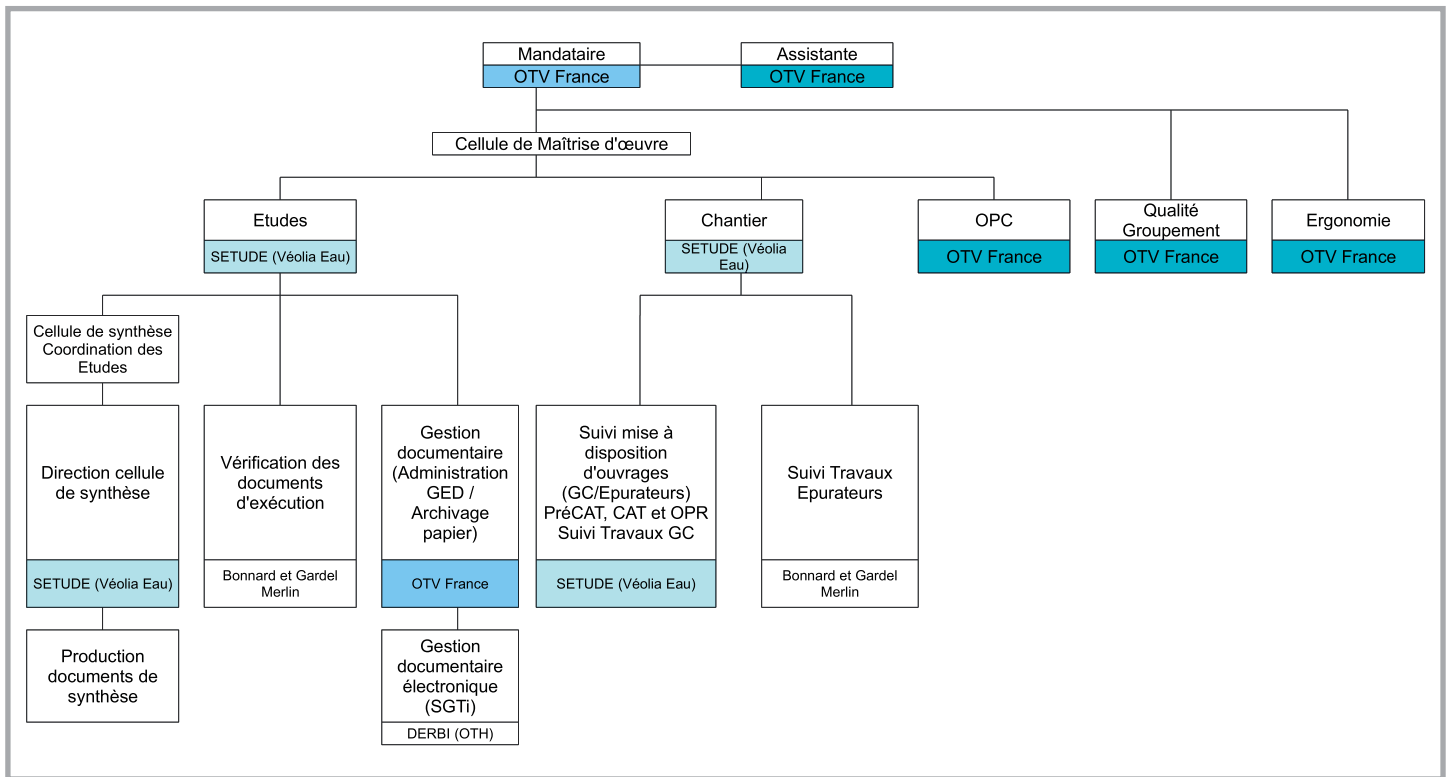 Mandataire
OTV France
Assistante
OTV France
Cellule de Maîtrise d'œuvre
Etudes
SETUDE (Véolia Eau)
Chantier
SETUDE (Véolia
Eau)
OPC
OTV France
Qualité
Groupement
OTV France
Ergonomie
OTV France
Cellule de synthèse
Coordination des
Etudes
Direction cellule
de synthèse
SETUDE (Véolia Eau)
Production
documents de
synthèse
Vérification des
documents
d'exécution
Bonnard et Gardel
Merlin
Gestion
documentaire
(Administration
GED /
Archivage
papier)
OTV France
Gestion
documentaire
électronique
(SGTi)
DERBI (OTH)
Suivi mise à
disposition
d'ouvrages
(GC/Epurateurs)
PréCAT, CAT et OPR
Suivi Travaux GC
SETUDE (Véolia Eau)
Suivi Travaux
Epurateurs
Bonnard et Gardel
Merlin